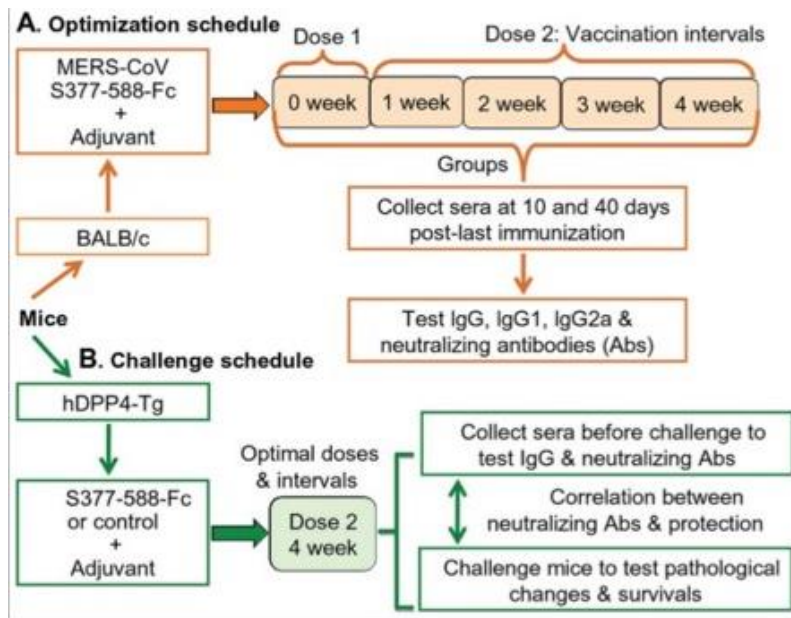 A. Optimization schedule
Dose 1
Dose 2: Vaccination intervals
MERS-CoV
S377-588-Fc
+
Adjuvant
0 week
1 week
2 week
3 week
4 week
Groups
BALB/c
Collect sera at 10 and 40 days
post-last immunization
Mice
Test IgG, IgG1, IgG2a &
neutralizing antibodies (Abs)
B. Challenge schedule
hDPP4-Tg
S377-588-Fc
or control
+
Adjuvant
Optimal doses
& intervals
Dose 2
4 week
Collect sera before challenge to
test IgG & neutralizing Abs
Correlation between
neutralizing Abs & protection
Challenge mice to test pathological
changes & survivals